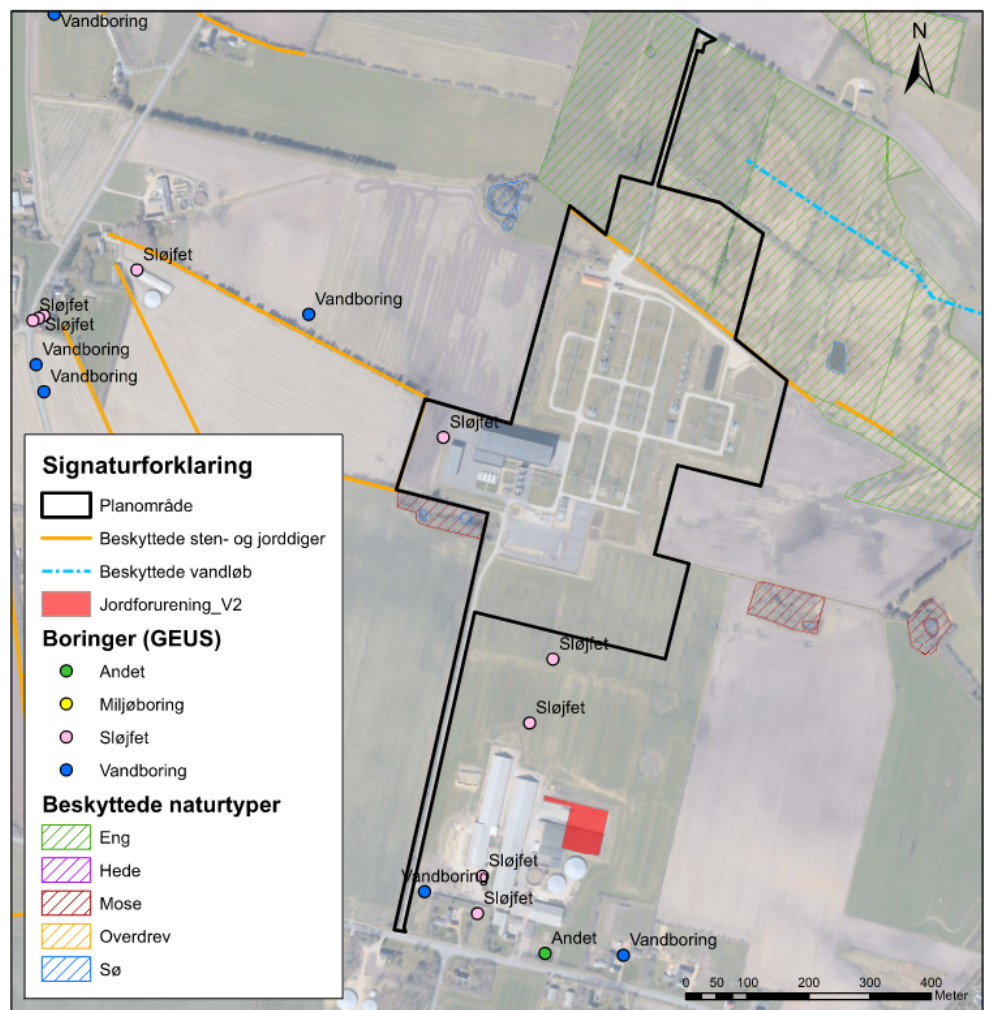 Vandboring
N
Sløjfet
Vandboring
Sløjfet
Sløjfet
Vandboring
Vandboring
Sløjfet
Signaturforklaring
Planområde
Beskyttede sten- og jorddiger
Beskyttede vandløb
Jordforurening_V2
Boringer (GEUS)
Andet
Miljøboring
Sløjfet
Vandboring
Beskyttede naturtyper
Eng
Hede
Mose
Overdrev
Sø
Sløjfet
Sløjfet
Sløjfet
Vandboring
Sløjfet
Andet
Vandboring
0 50 100 200 300 400
Meter